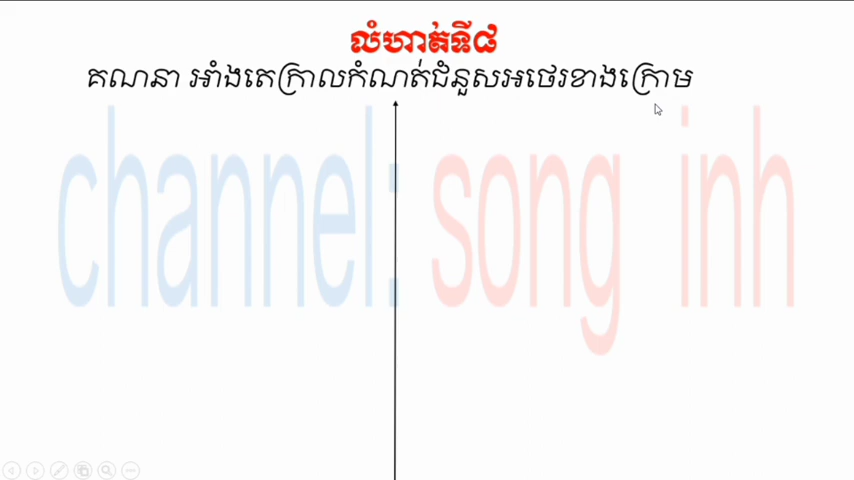 លំហាត់ទី៨
គណនា អាំងតេក្រាលកំណត់ជំនួសអថេរខាងក្រោម
channel: song inh